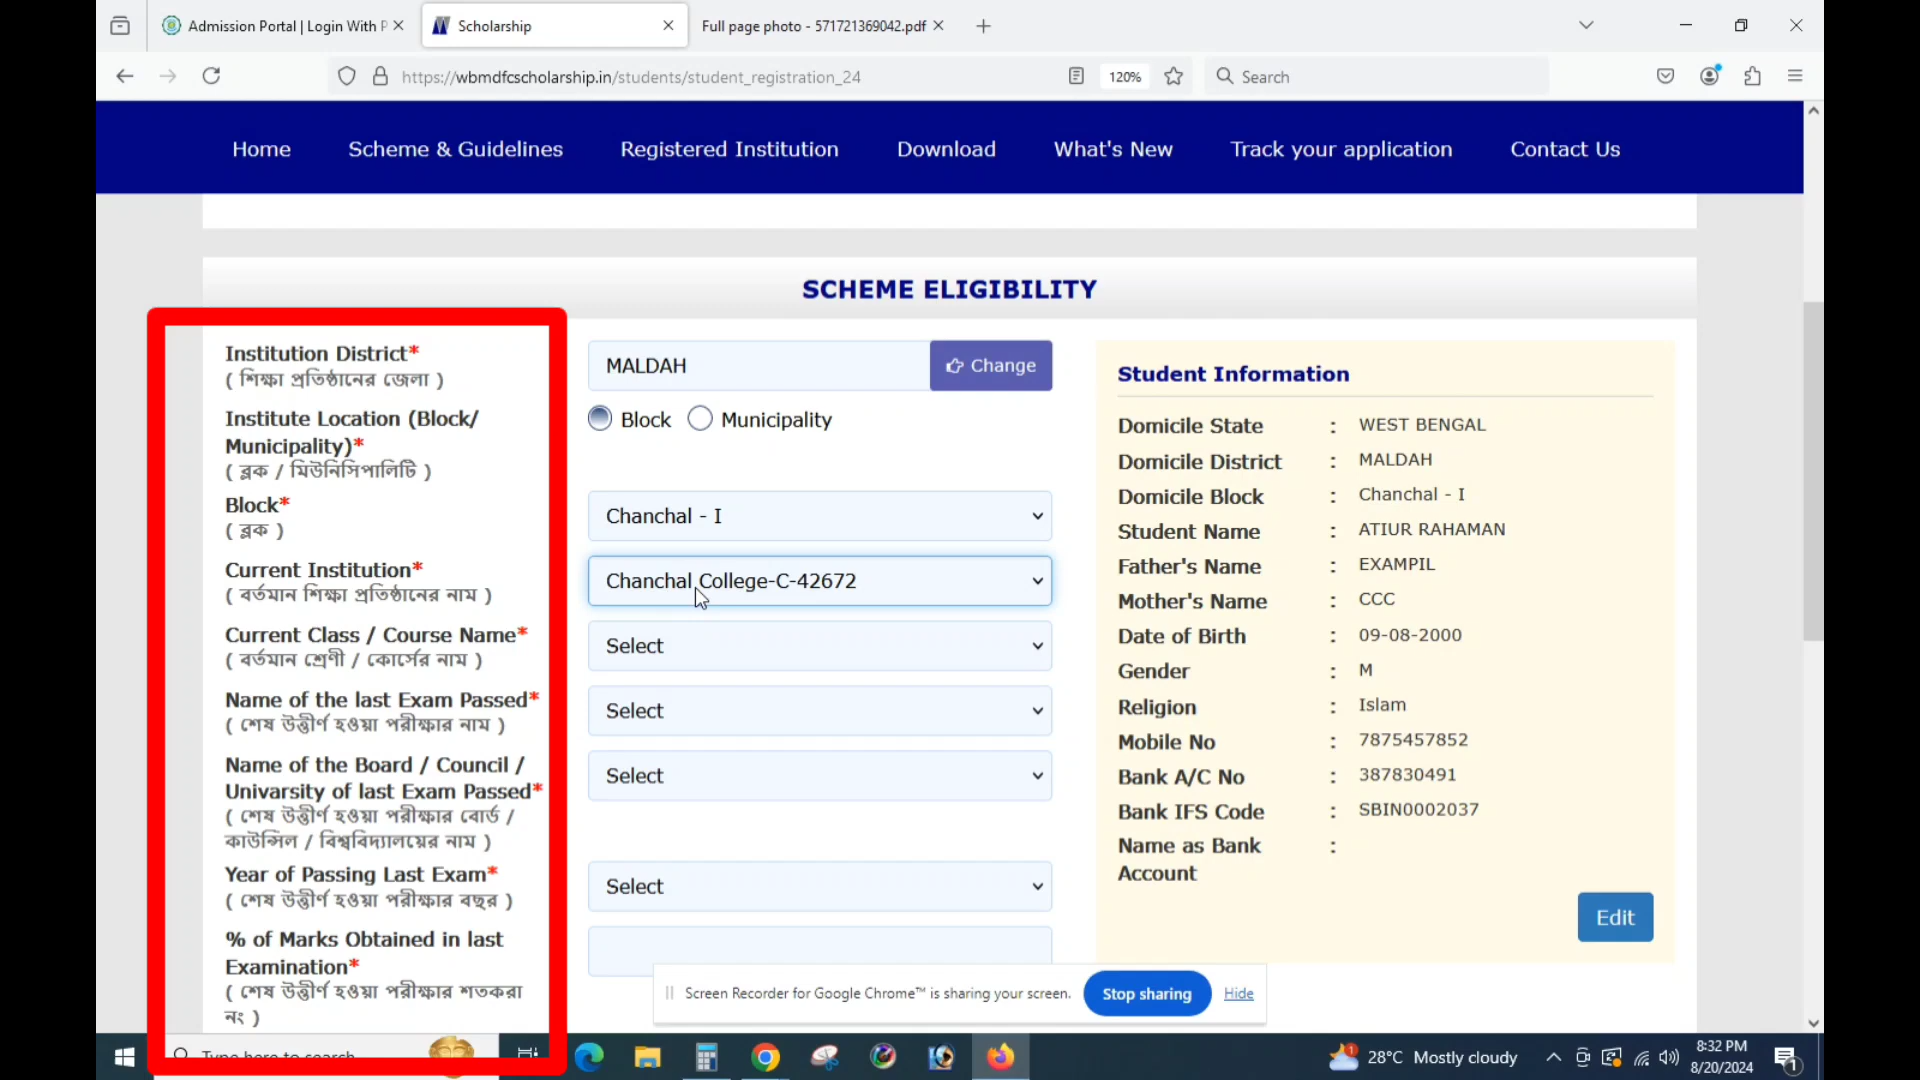 Admission Portal | Login With P
Scholarship
Full page photo - 571721369042.pdf
https://wbmdfcscholarship.in/students/student_registration_24
120%
Search
Home
Scheme & Guidelines
Registered Institution
Download
What's New
Track your application
Contact Us
SCHEME ELIGIBILITY
Institution District*
( শিক্ষা প্রতিষ্ঠানের জেলা )
MALDAH
Change
Institute Location (Block/
Municipality)*
( ব্লক / মিউনিসিপালিটি )
Block
Municipality
Block*
( ব্লক )
Chanchal - I
Current Institution*
( বর্তমান শিক্ষা প্রতিষ্ঠানের নাম )
Chanchal College-C-42672
Current Class / Course Name*
( বর্তমান শ্রেণী / কোর্সের নাম )
Select
Name of the last Exam Passed*
( শেষ উত্তীর্ণ হওয়া পরীক্ষার নাম )
Select
Name of the Board / Council /
Univarsity of last Exam Passed*
( শেষ উত্তীর্ণ হওয়া পরীক্ষার বোর্ড /
কাউন্সিল / বিশ্ববিদ্যালয়ের নাম )
Select
Year of Passing Last Exam*
( শেষ উত্তীর্ণ হওয়া পরীক্ষার বছর )
Select
% of Marks Obtained in last
Examination*
( শেষ উত্তীর্ণ হওয়া পরীক্ষার শতকরা
নং )
Student Information
Domicile State : WEST BENGAL
Domicile District : MALDAH
Domicile Block : Chanchal - I
Student Name : ATIUR RAHAMAN
Father's Name : EXAMPIL
Mother's Name : CCC
Date of Birth : 09-08-2000
Gender : M
Religion : Islam
Mobile No : 7875457852
Bank A/C No : 387830491
Bank IFS Code : SBIN0002037
Name as Bank :
Account
Edit
Screen Recorder for Google Chrome™ is sharing your screen.
Stop sharing
Hide
Type here to search
28°C Mostly cloudy
8:32 PM
8/20/2024
1